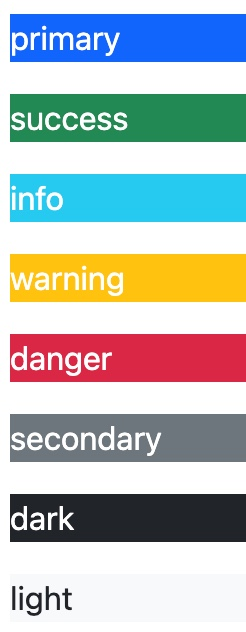 primary
success
info
warning
danger
secondary
dark
light